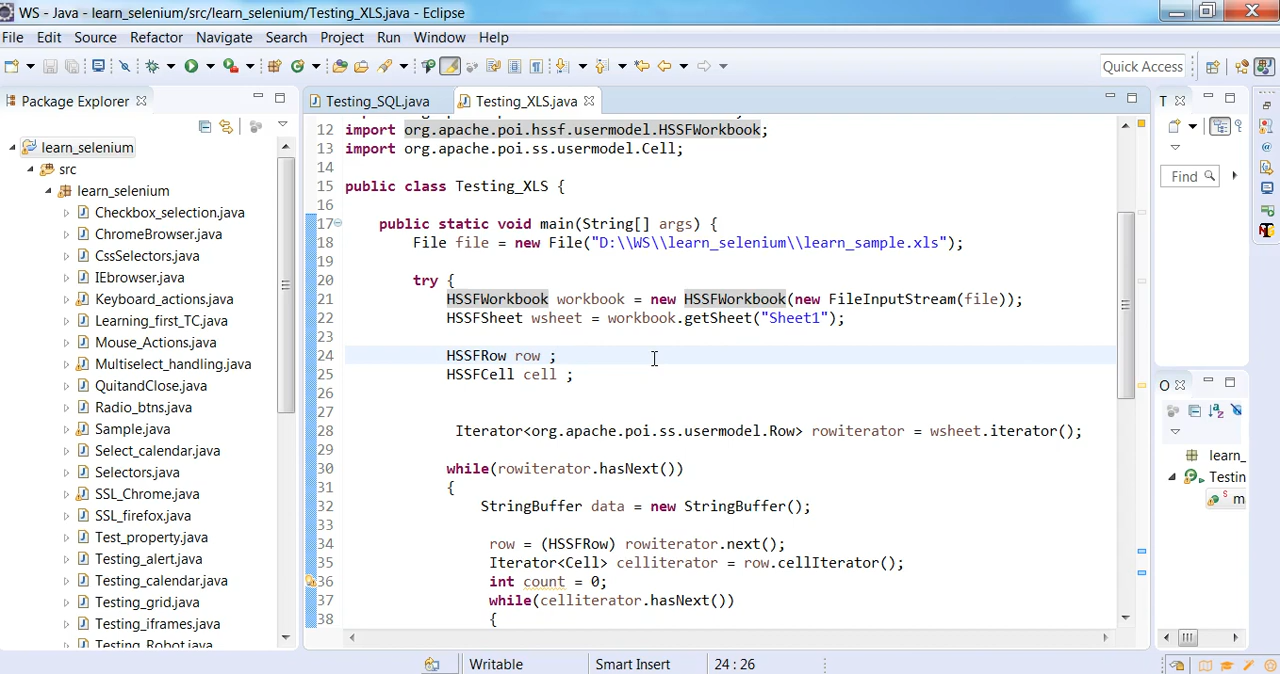 WS - Java - learn_selenium/src/learn_selenium/Testing_XLS.java - Eclipse
File Edit Source Refactor Navigate Search Project Run Window Help
Quick Access
Package Explorer
learn_selenium
src
learn_selenium
Checkbox_selection.java
ChromeBrowser.java
CssSelectors.java
IEbrowser.java
Keyboard_actions.java
Learning_first_TC.java
Mouse_Actions.java
Multiselect_handling.java
QuitandClose.java
Radio_btns.java
Sample.java
Select_calendar.java
Selectors.java
SSL_Chrome.java
SSL_firefox.java
Test_property.java
Testing_alert.java
Testing_calendar.java
Testing_grid.java
Testing_iframes.java
Testing_Robot.java
Testing_SQL.java Testing_XLS.java
12 import org.apache.poi.hssf.usermodel.HSSFWorkbook;
13 import org.apache.poi.ss.usermodel.Cell;
14
15 public class Testing_XLS {
16
17 public static void main(String[] args) {
18 File file = new File("D:\\WS\\learn_selenium\\learn_sample.xls");
19
20 try {
21 HSSFWorkbook workbook = new HSSFWorkbook(new FileInputStream(file));
22 HSSFSheet wsheet = workbook.getSheet("Sheet1");
23
24 HSSFRow row ;
25 HSSFCell cell ;
26
27
28 Iterator<org.apache.poi.ss.usermodel.Row> rowiterator = wsheet.iterator();
29
30 while(rowiterator.hasNext())
31 {
32 StringBuffer data = new StringBuffer();
33
34 row = (HSSFRow) rowiterator.next();
35 Iterator<Cell> celliterator = row.cellIterator();
36 int count = 0;
37 while(celliterator.hasNext())
38 {
T
Find
O
learn_
Testin
S m
Writable Smart Insert 24 : 26